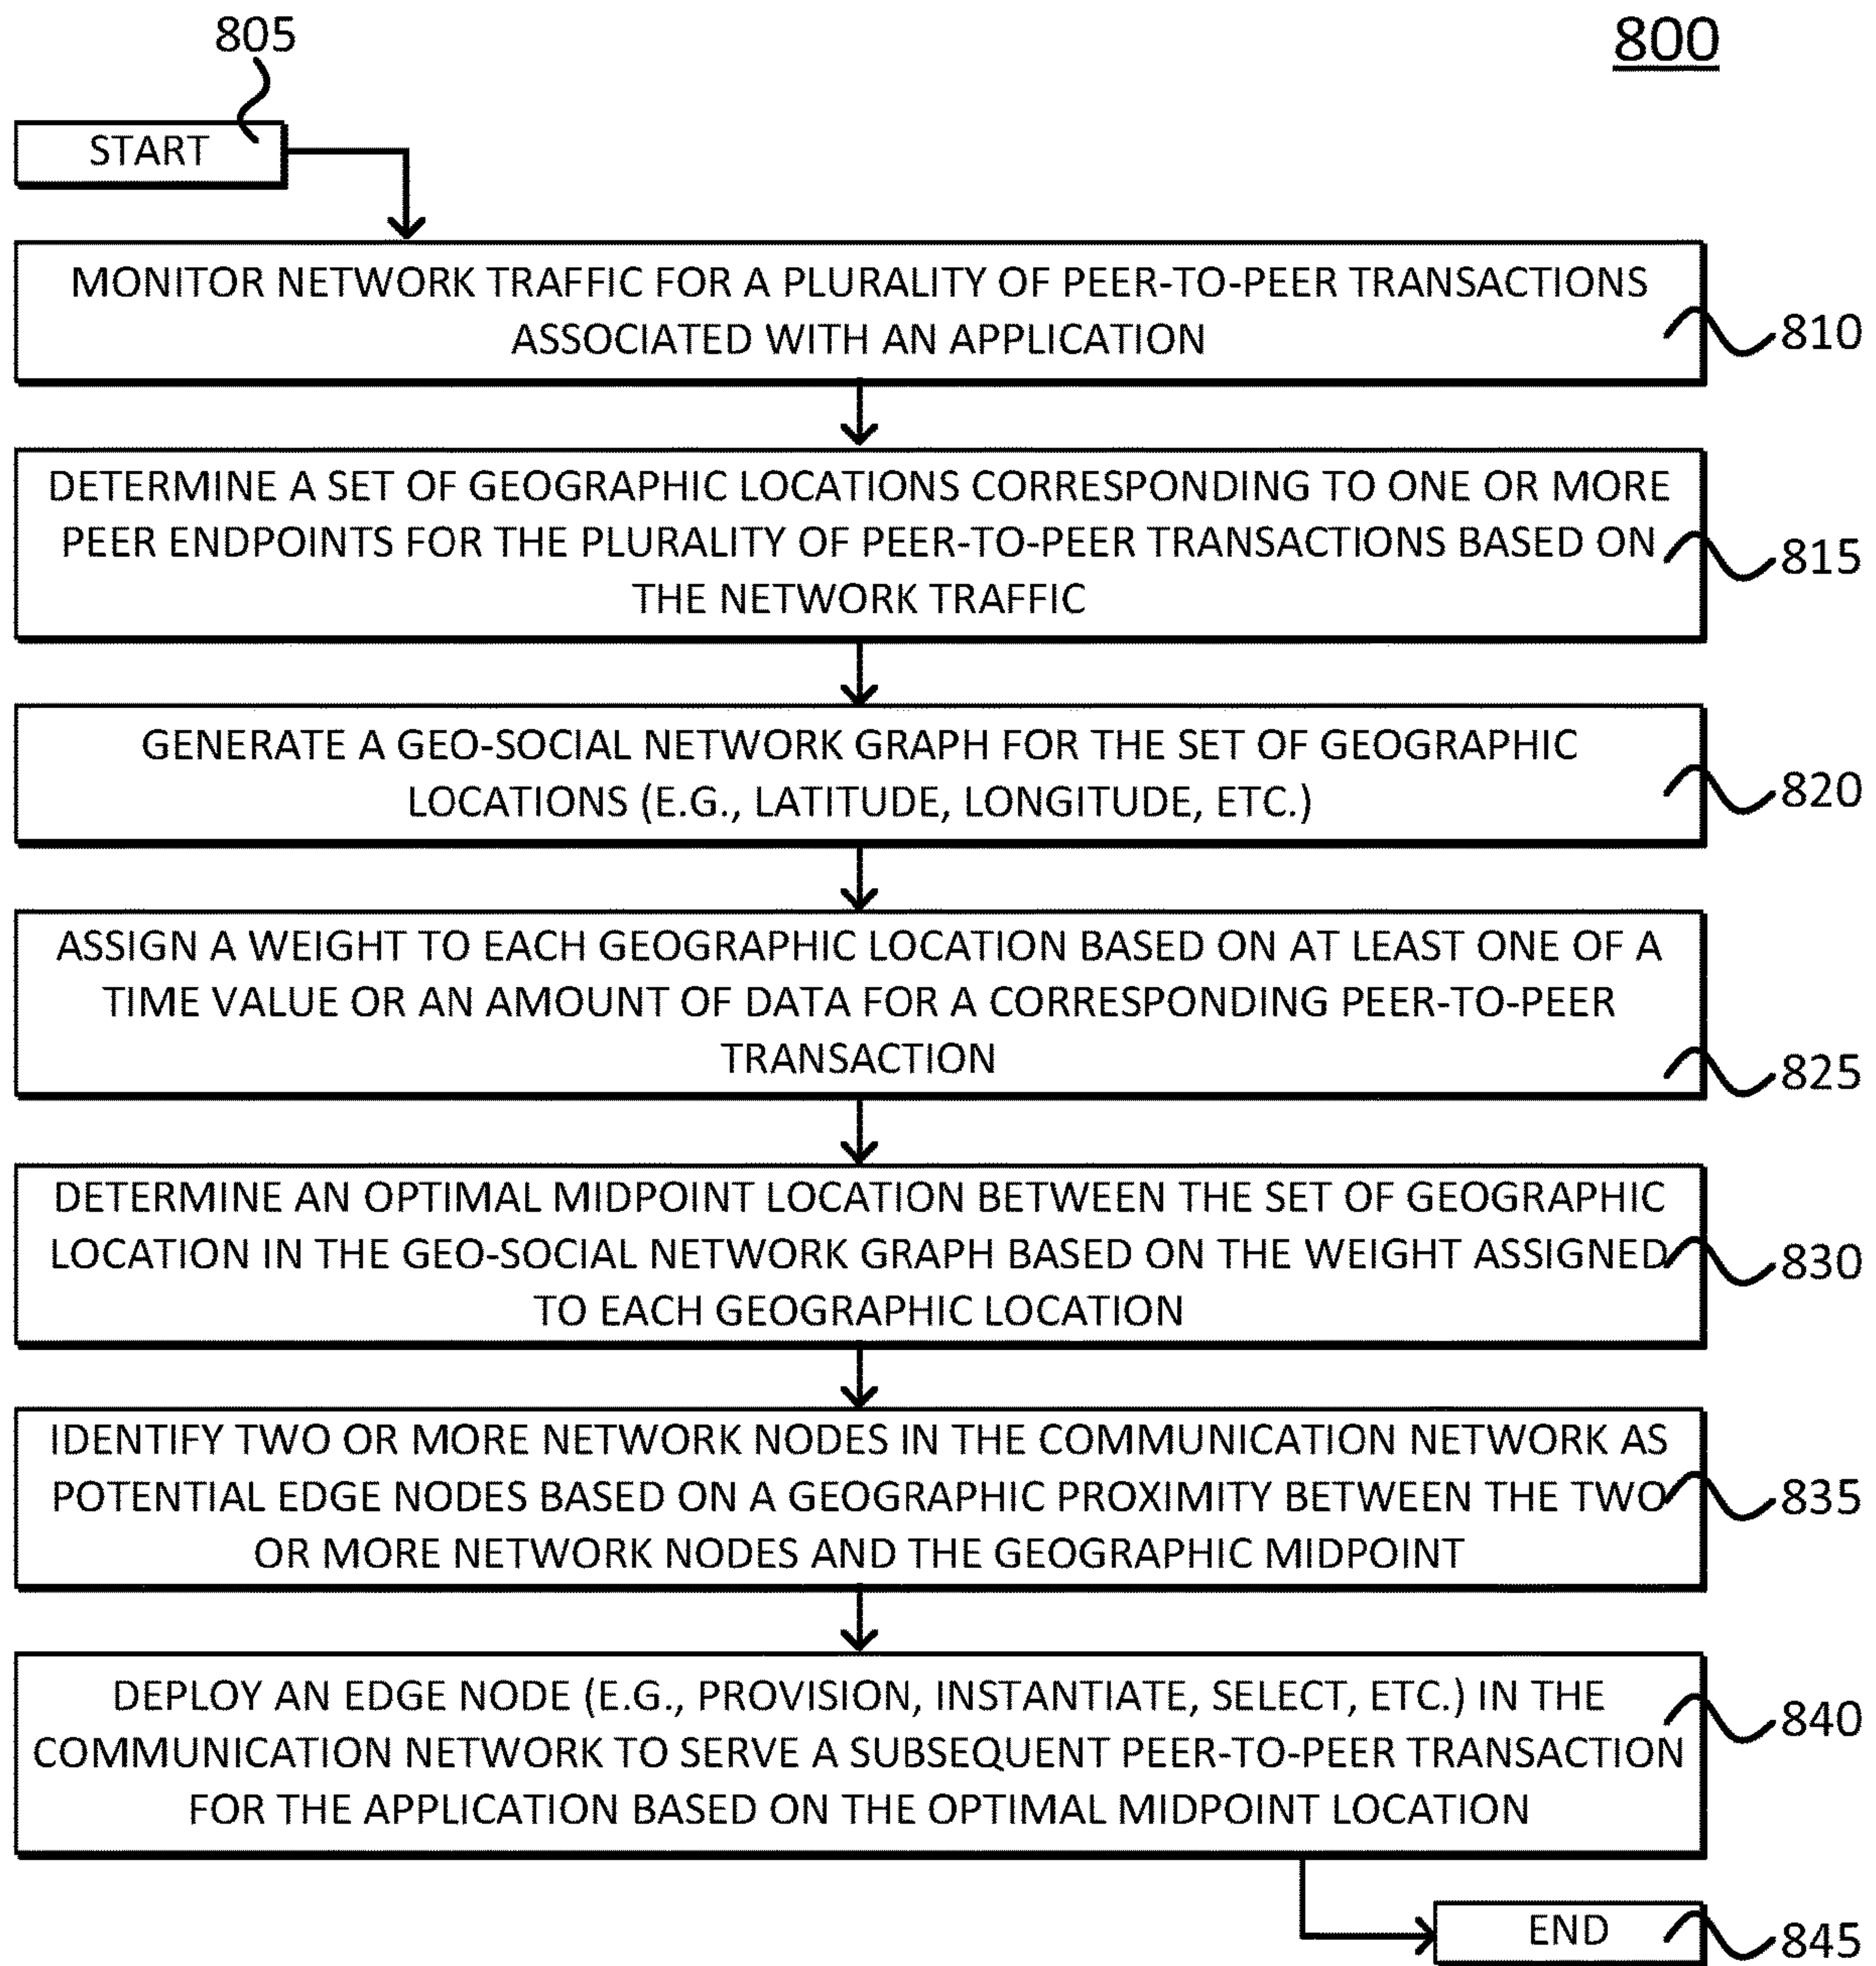 805
800
START
MONITOR NETWORK TRAFFIC FOR A PLURALITY OF PEER-TO-PEER TRANSACTIONS
ASSOCIATED WITH AN APPLICATION
810
DETERMINE A SET OF GEOGRAPHIC LOCATIONS CORRESPONDING TO ONE OR MORE
PEER ENDPOINTS FOR THE PLURALITY OF PEER-TO-PEER TRANSACTIONS BASED ON
THE NETWORK TRAFFIC
815
GENERATE A GEO-SOCIAL NETWORK GRAPH FOR THE SET OF GEOGRAPHIC
LOCATIONS (E.G., LATITUDE, LONGITUDE, ETC.)
820
ASSIGN A WEIGHT TO EACH GEOGRAPHIC LOCATION BASED ON AT LEAST ONE OF A
TIME VALUE OR AN AMOUNT OF DATA FOR A CORRESPONDING PEER-TO-PEER
TRANSACTION
825
DETERMINE AN OPTIMAL MIDPOINT LOCATION BETWEEN THE SET OF GEOGRAPHIC
LOCATION IN THE GEO-SOCIAL NETWORK GRAPH BASED ON THE WEIGHT ASSIGNED
TO EACH GEOGRAPHIC LOCATION
830
IDENTIFY TWO OR MORE NETWORK NODES IN THE COMMUNICATION NETWORK AS
POTENTIAL EDGE NODES BASED ON A GEOGRAPHIC PROXIMITY BETWEEN THE TWO
OR MORE NETWORK NODES AND THE GEOGRAPHIC MIDPOINT
835
DEPLOY AN EDGE NODE (E.G., PROVISION, INSTANTIATE, SELECT, ETC.) IN THE
COMMUNICATION NETWORK TO SERVE A SUBSEQUENT PEER-TO-PEER TRANSACTION
FOR THE APPLICATION BASED ON THE OPTIMAL MIDPOINT LOCATION
840
END
845